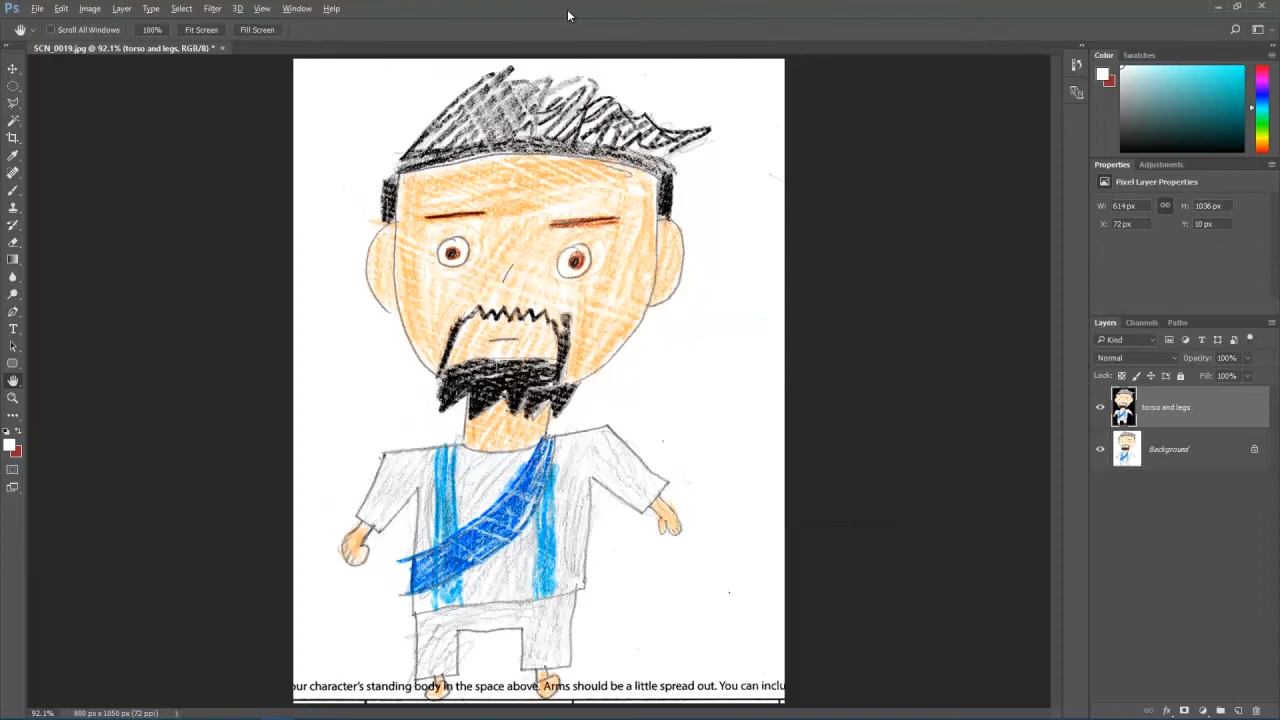 Ps File Edit Image Layer Type Select Filter 3D View Window Help
Scroll All Windows 100% Fit Screen Fill Screen
SCN_0019.jpg @ 92.1% (torso and legs, RGB/8) *
Color Swatches
Properties Adjustments
Pixel Layer Properties
W: 614 px H: 1036 px
X: 72 px Y: 10 px
Layers Channels Paths
Kind
Normal Opacity: 100%
Lock: Fill: 100%
torso and legs
Background
our character's standing body in the space above. Arms should be a little spread out. You can inclu
92.1% 800 px x 1050 px (72 ppi)